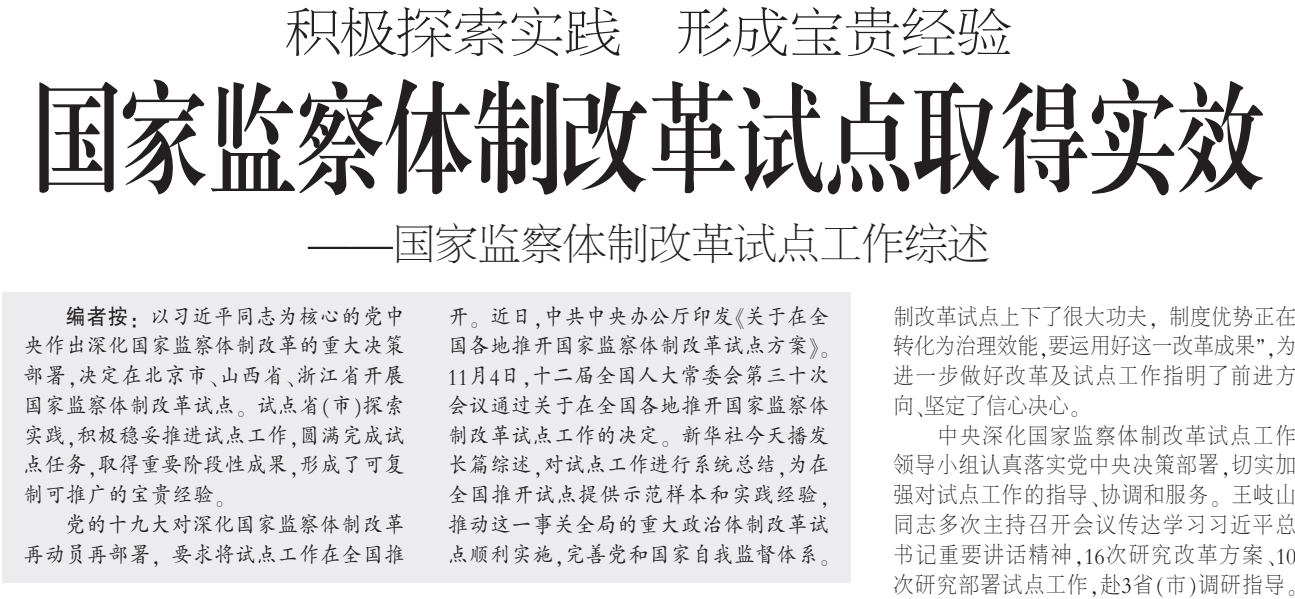 积极探索实践　形成宝贵经验
国家监察体制改革试点取得实效
——国家监察体制改革试点工作综述
编者按：以习近平同志为核心的党中
央作出深化国家监察体制改革的重大决策
部署,决定在北京市、山西省、浙江省开展
国家监察体制改革试点。试点省(市)探索
实践,积极稳妥推进试点工作,圆满完成试
点任务,取得重要阶段性成果,形成了可复
制可推广的宝贵经验。
党的十九大对深化国家监察体制改革
再动员再部署，要求将试点工作在全国推
开。近日,中共中央办公厅印发《关于在全
国各地推开国家监察体制改革试点方案》。
11月4日,十二届全国人大常委会第三十次
会议通过关于在全国各地推开国家监察体
制改革试点工作的决定。新华社今天播发
长篇综述,对试点工作进行系统总结,为在
全国推开试点提供示范样本和实践经验,
推动这一事关全局的重大政治体制改革试
点顺利实施,完善党和国家自我监督体系。
制改革试点上下了很大功夫，制度优势正在
转化为治理效能,要运用好这一改革成果”,为
进一步做好改革及试点工作指明了前进方
向、坚定了信心决心。
中央深化国家监察体制改革试点工作
领导小组认真落实党中央决策部署,切实加
强对试点工作的指导、协调和服务。王岐山
同志多次主持召开会议传达学习习近平总
书记重要讲话精神,16次研究改革方案、10
次研究部署试点工作,赴3省(市)调研指导。